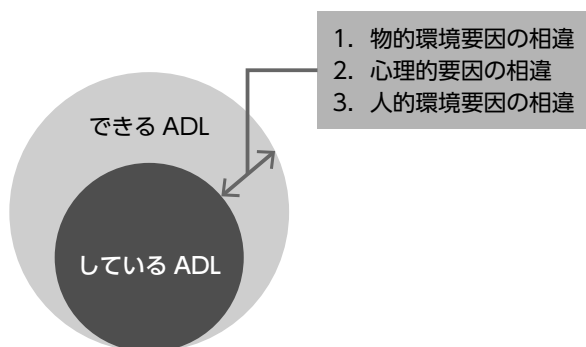 1. 物的環境要因の相違
2. 心理的要因の相違
3. 人的環境要因の相違
できる ADL
している ADL